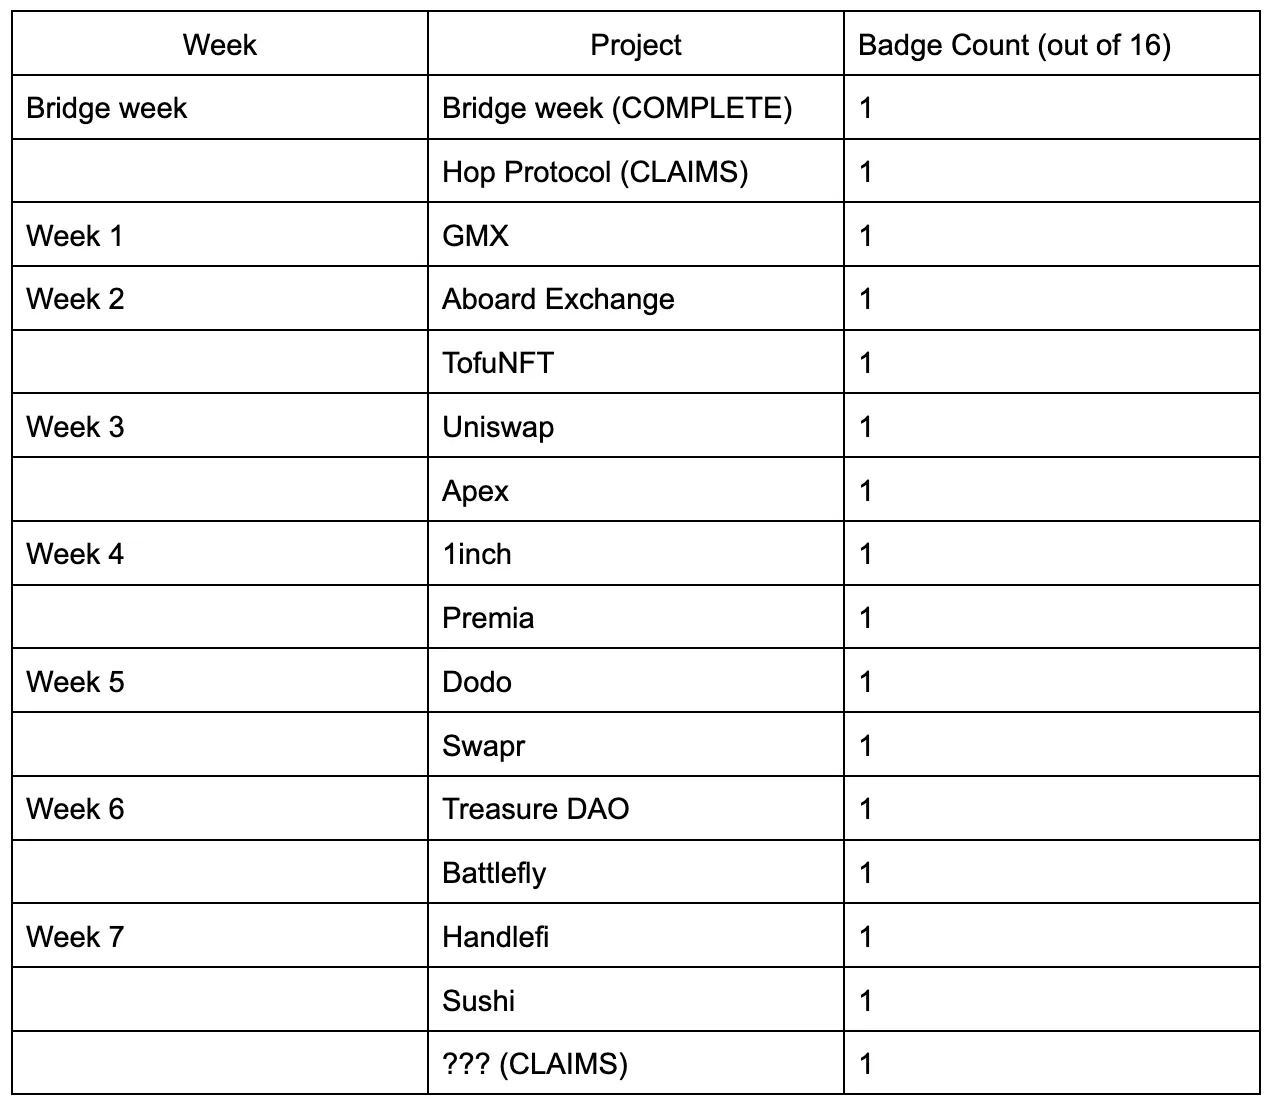 Week Project Badge Count (out of 16)
Bridge week Bridge week (COMPLETE) 1
Hop Protocol (CLAIMS) 1
Week 1 GMX 1
Week 2 Aboard Exchange 1
TofuNFT 1
Week 3 Uniswap 1
Apex 1
Week 4 1inch 1
Premia 1
Week 5 Dodo 1
Swapr 1
Week 6 Treasure DAO 1
Battlefly 1
Week 7 Handlefi 1
Sushi 1
??? (CLAIMS) 1